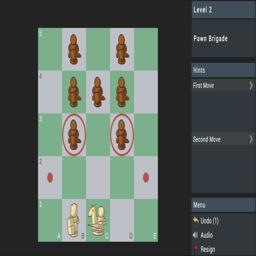 Level 2
Pawn Brigade
Hints
First Move
Second Move
Menu
Undo (1)
Audio
Resign
5
4
3
2
1
A B C D E